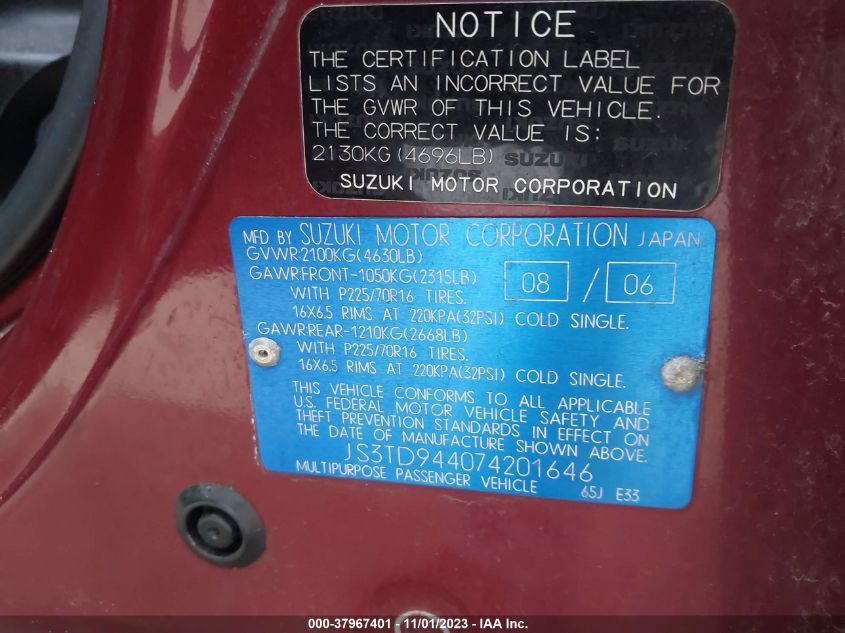 NOTICE
THE CERTIFICATION LABEL
LISTS AN INCORRECT VALUE FOR
THE GVWR OF THIS VEHICLE.
THE CORRECT VALUE IS:
2130KG(4696LB)
SUZUKI MOTOR CORPORATION
MFD BY SUZUKI MOTOR CORPORATION JAPAN
GVWR:2100KG(4630LB)
GAWR:FRONT-1050KG(2315LB) 08 / 06
WITH P225/70R16 TIRES.
16X6.5 RIMS AT 220KPA(32PSI) COLD SINGLE.
GAWR:REAR-1210KG(2668LB)
WITH P225/70R16 TIRES.
16X6.5 RIMS AT 220KPA(32PSI) COLD SINGLE.
THIS VEHICLE CONFORMS TO ALL APPLICABLE
U.S. FEDERAL MOTOR VEHICLE SAFETY AND
THEFT PREVENTION STANDARDS IN EFFECT ON
THE DATE OF MANUFACTURE SHOWN ABOVE.
JS3TD944074201646
MULTIPURPOSE PASSENGER VEHICLE 65J E33
000-37967401 - 11/01/2023 - IAA Inc.